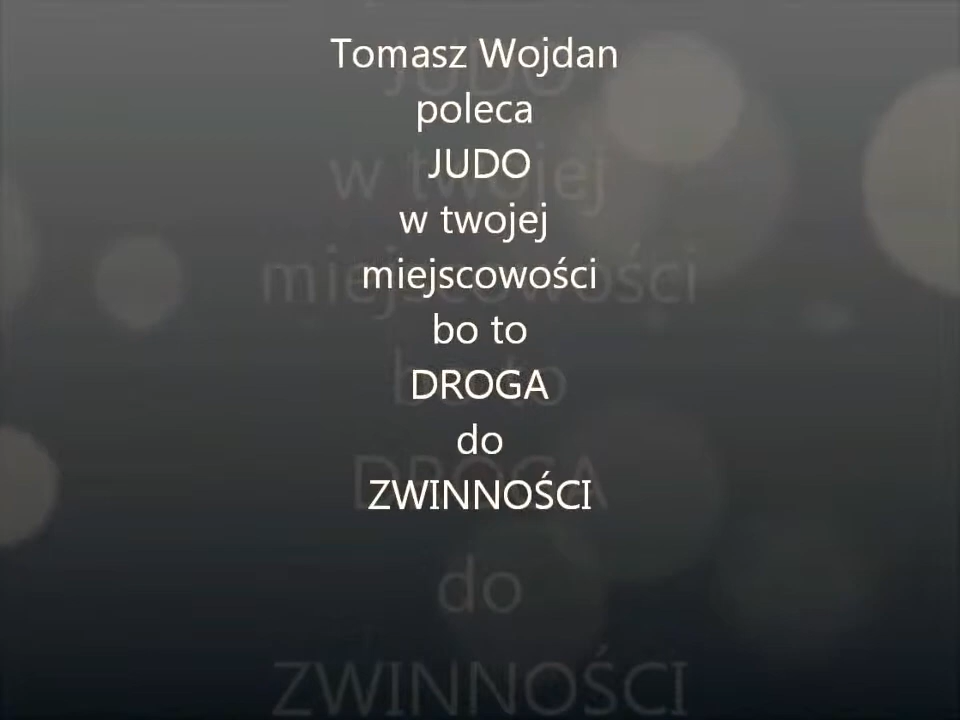 Tomasz Wojdan
poleca
JUDO
w twojej
miejscowości
bo to
DROGA
do
ZWINNOŚCI